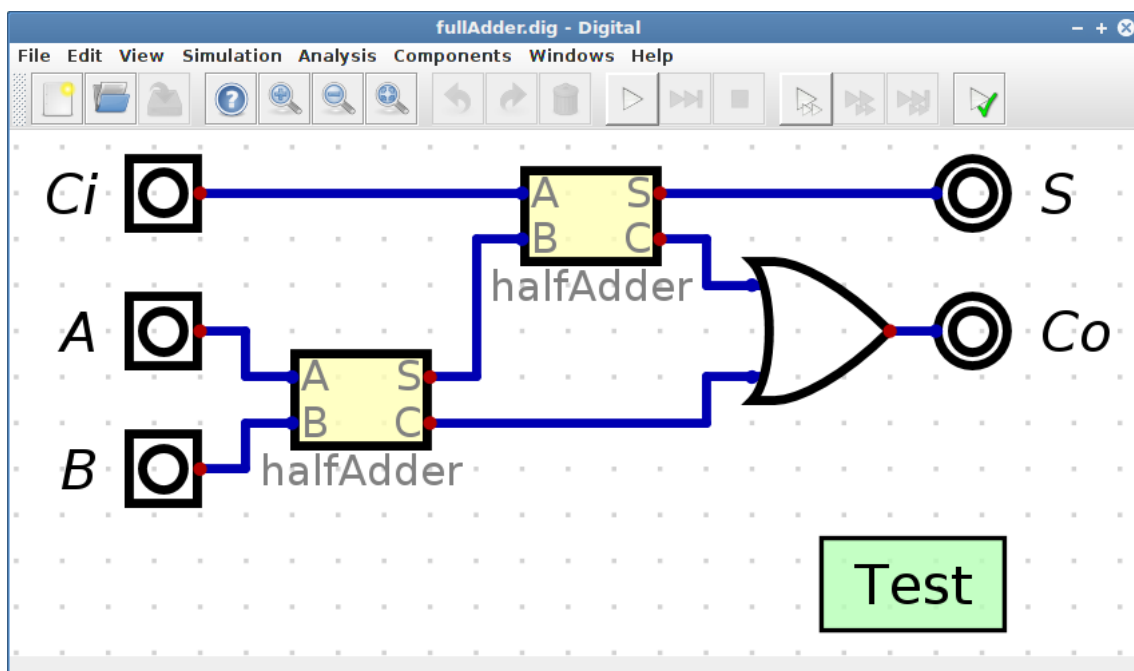 fullAdder.dig - Digital
File Edit View Simulation Analysis Components Windows Help
Ci
A S
S
B C
halfAdder
A
Co
A S
B C
B
halfAdder
Test